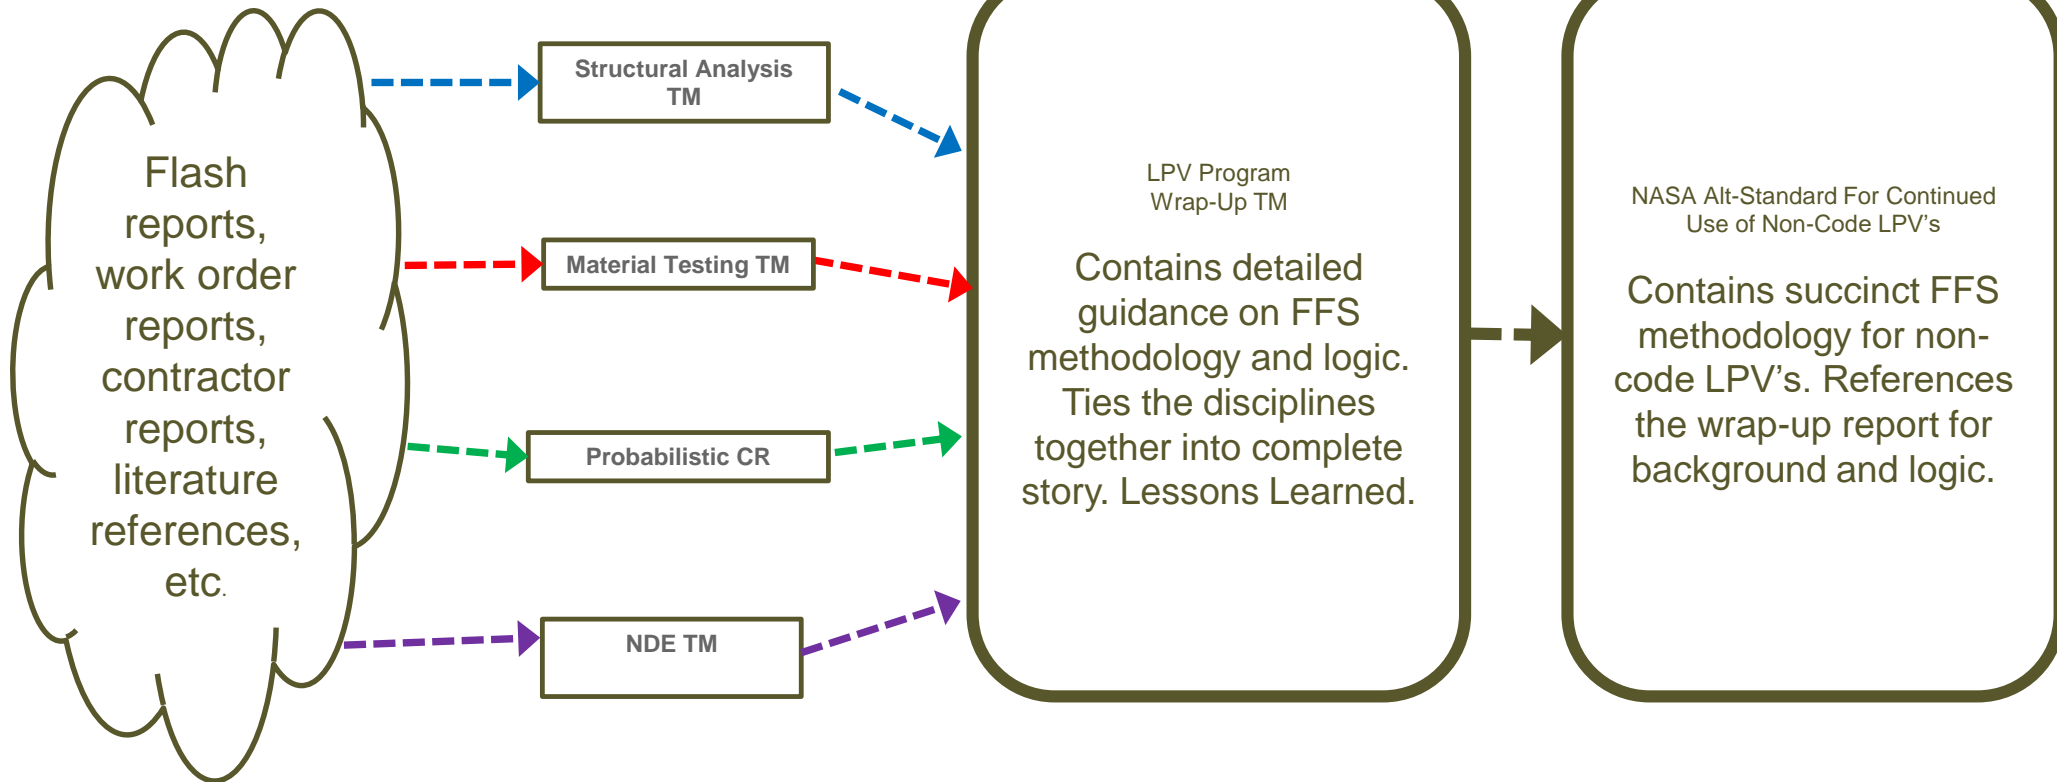 Flash
reports,
work order
reports,
contractor
reports,
literature
references,
etc.
Structural Analysis
TM
Material Testing TM
Probabilistic CR
NDE TM
LPV Program
Wrap-Up TM
Contains detailed
guidance on FFS
methodology and logic.
Ties the disciplines
together into complete
story. Lessons Learned.
NASA Alt-Standard For Continued
Use of Non-Code LPV’s
Contains succinct FFS
methodology for non-
code LPV’s. References
the wrap-up report for
background and logic.